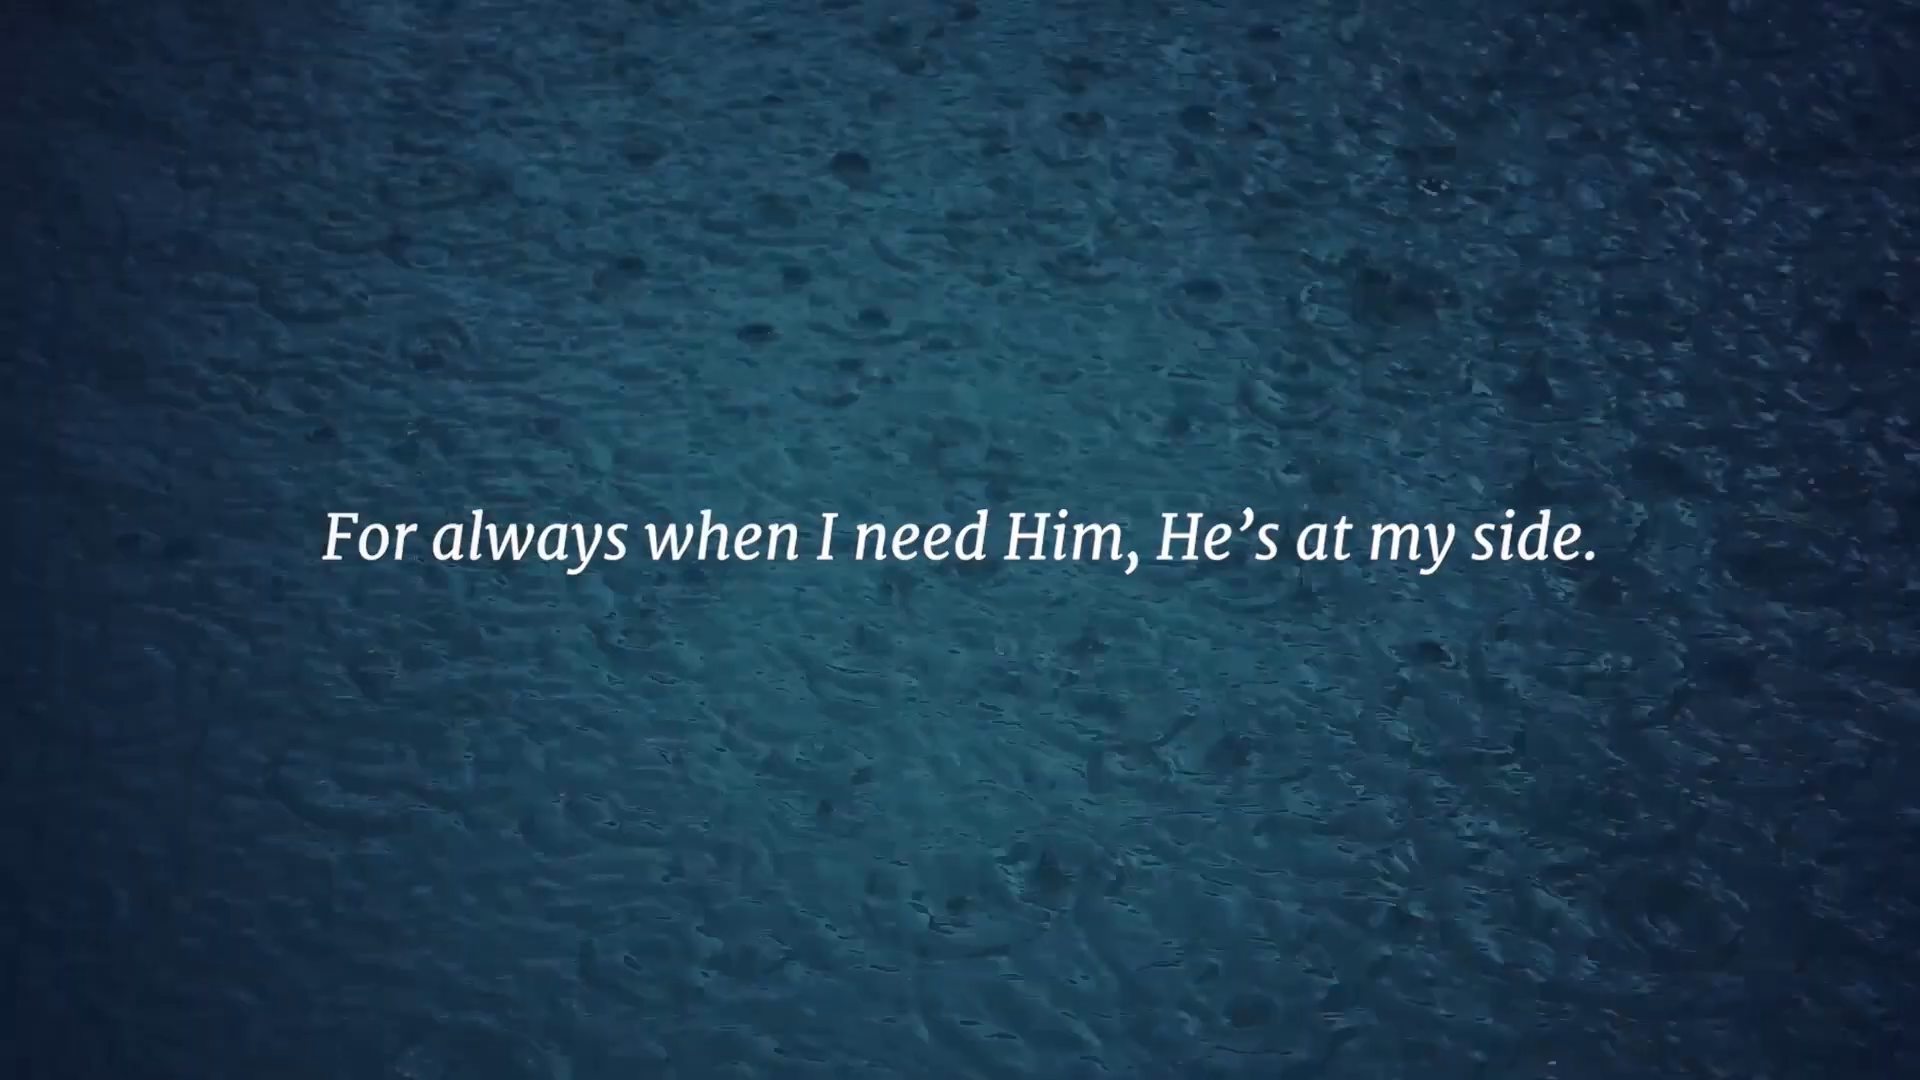 For always when I need Him, He’s at my side.